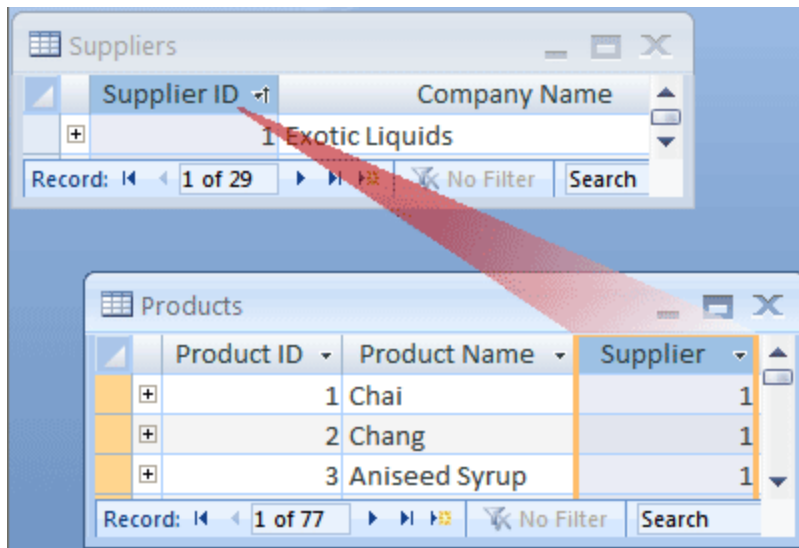 Suppliers
Supplier ID Company Name
1 Exotic Liquids
Record: 1 of 29 No Filter Search
Products
Product ID Product Name Supplier
1 Chai 1
2 Chang 1
3 Aniseed Syrup 1
Record: 1 of 77 No Filter Search